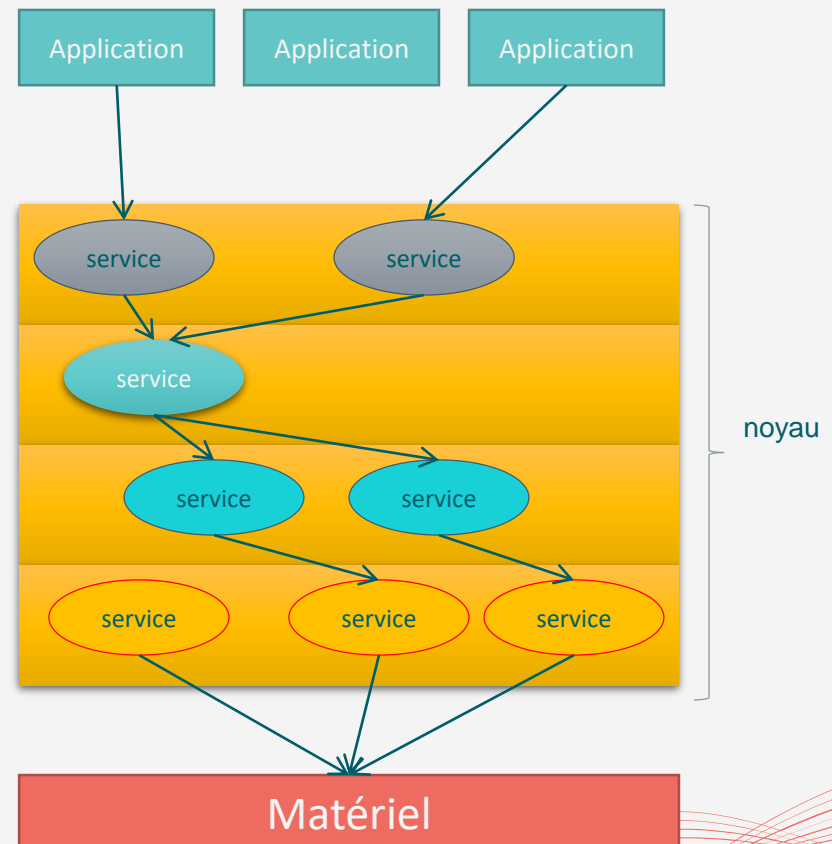 Application
Application
Application
service
service
service
noyau
service
service
service
service
service
Matériel